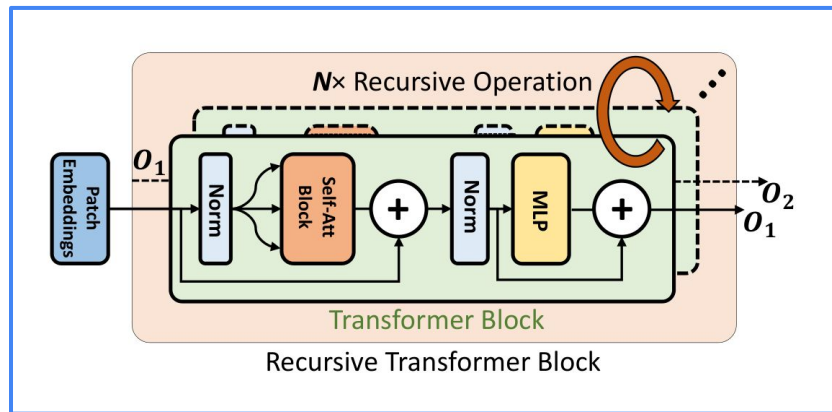 N× Recursive Operation
O₁
Patch
Embeddings
Norm
Self-Att
Block
+
Norm
MLP
+
O₂
O₁
Transformer Block
Recursive Transformer Block